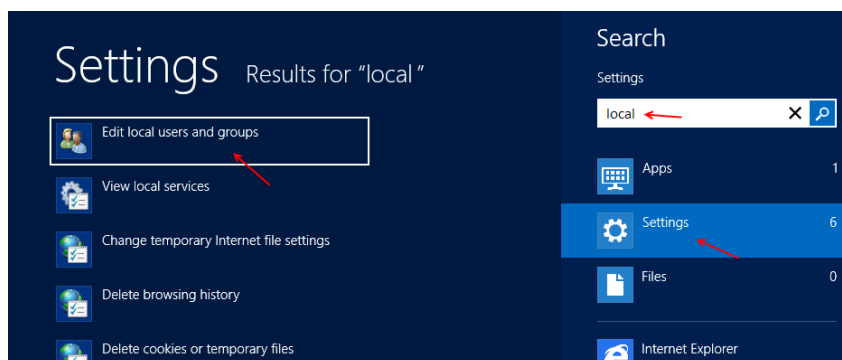 Settings Results for "local"
Edit local users and groups
View local services
Change temporary Internet file settings
Delete browsing history
Delete cookies or temporary files
Search
Settings
local
Apps 1
Settings 6
Files 0
Internet Explorer